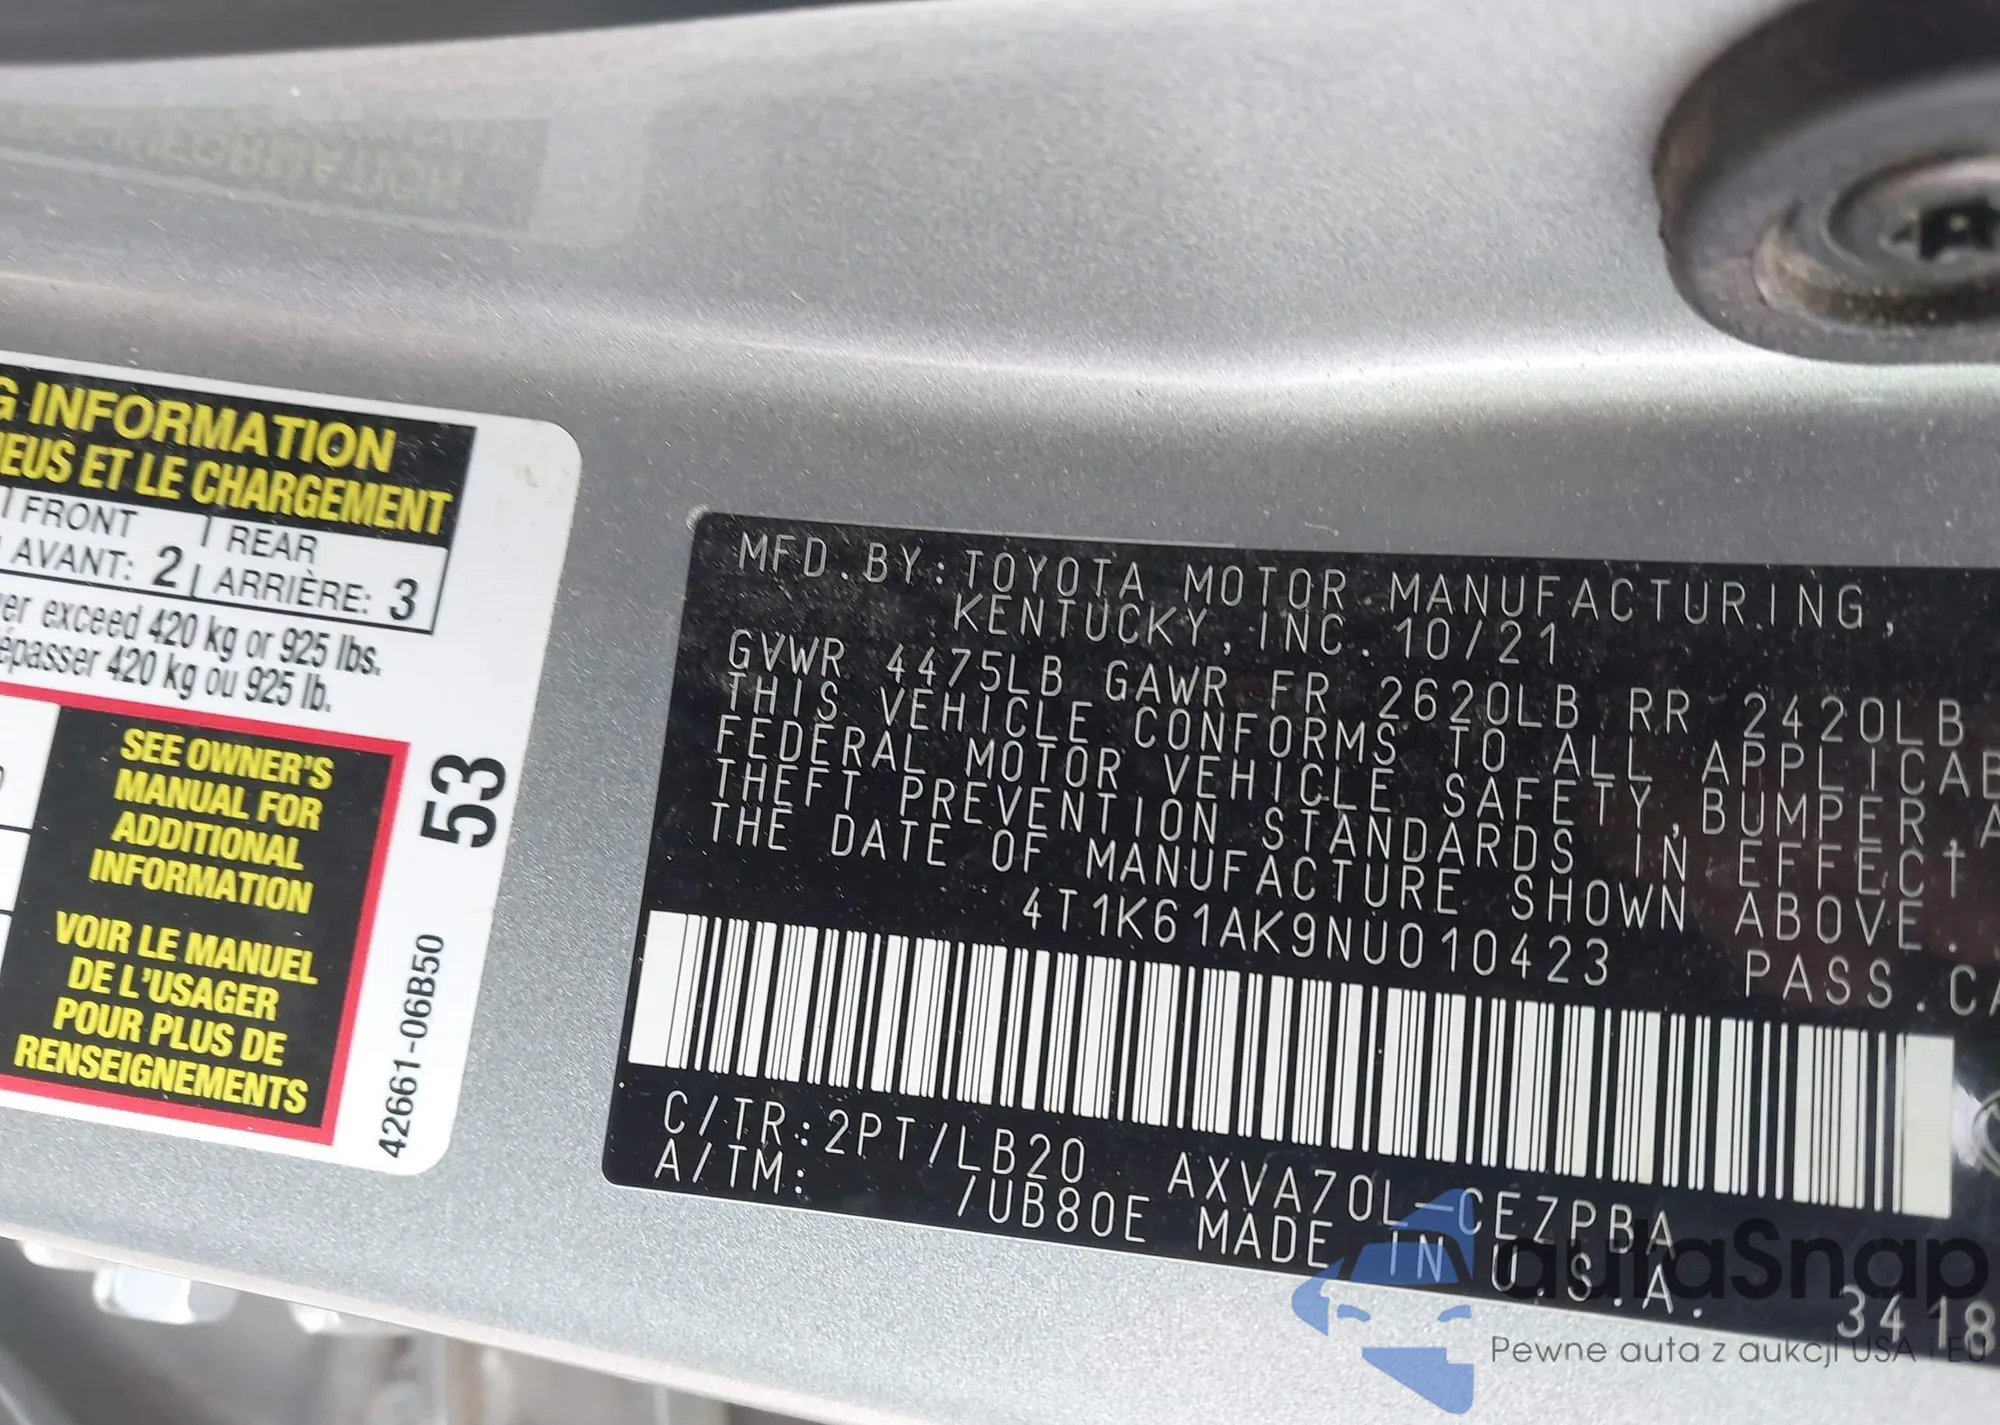 G INFORMATION
IEUS ET LE CHARGEMENT
FRONT
REAR
AVANT: 2
ARRIÈRE: 3
ver exceed 420 kg or 925 lbs.
épasser 420 kg ou 925 lb.
SEE OWNER'S
MANUAL FOR
ADDITIONAL
INFORMATION
VOIR LE MANUEL
DE L'USAGER
POUR PLUS DE
RENSEIGNEMENTS
53
42661-06B50
MFD.BY:TOYOTA MOTOR MANUFACTURING,
KENTUCKY,INC.10/21
GVWR 4475LB GAWR FR 2620LB RR 2420LB
THIS VEHICLE CONFORMS TO ALL APPLICAB
FEDERAL MOTOR VEHICLE SAFETY,BUMPER,A
THEFT PREVENTION STANDARDS IN EFFECT
THE DATE OF MANUFACTURE SHOWN ABOVE.
4T1K61AK9NU010423
PASS.CA
C/TR:2PT/LB20 AXVA70L-CEZPBA
A/TM: /UB80E MADE IN U.S.A.
3418
autaSnap
Pewne auta z aukcji USA i EU